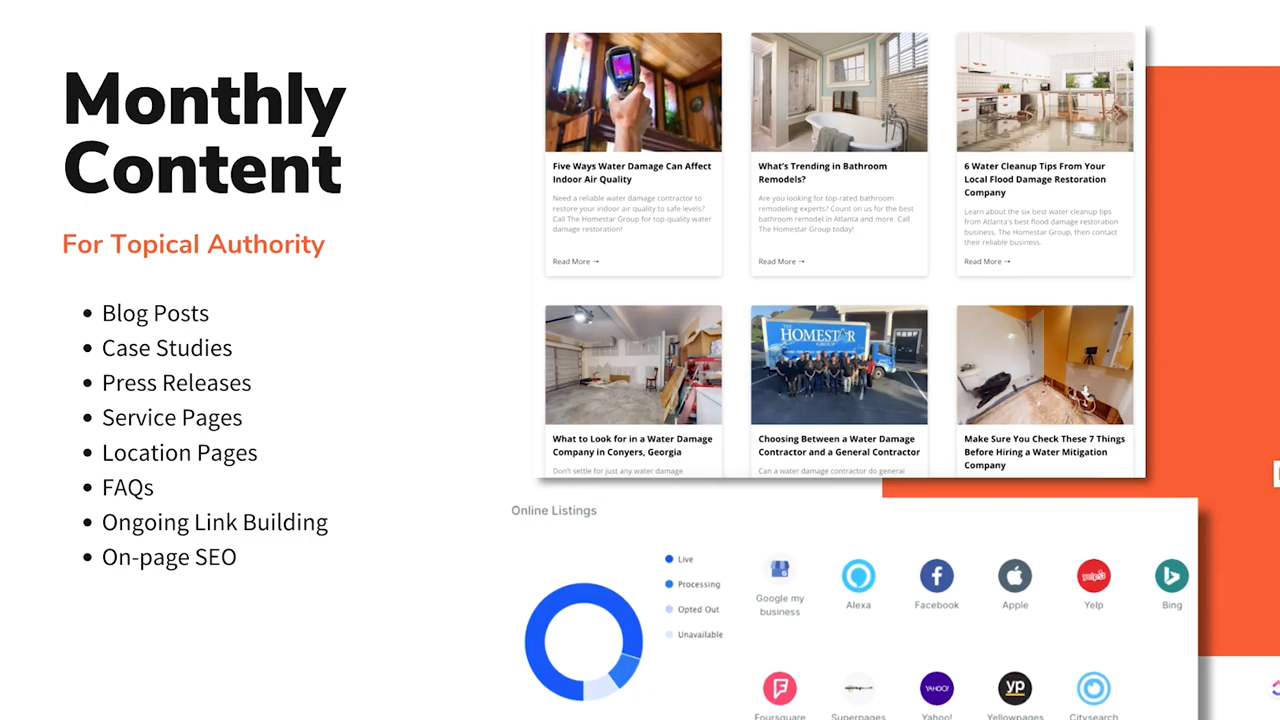 Monthly
Content
For Topical Authority
• Blog Posts
• Case Studies
• Press Releases
• Service Pages
• Location Pages
• FAQs
• Ongoing Link Building
• On-page SEO
Five Ways Water Damage Can Affect
Indoor Air Quality
Need a reliable water damage contractor to
restore your indoor air quality to safe levels?
Call The Homestar Group for top-quality water
damage restoration!
Read More →
What's Trending in Bathroom
Remodels?
Are you looking for top-rated bathroom
remodeling experts? Count on us for the best
bathroom remodel in Atlanta and more. Call
The Homestar Group today!
Read More →
6 Water Cleanup Tips From Your
Local Flood Damage Restoration
Company
Learn about the six best water cleanup tips
from Atlanta's best flood damage restoration
business, The Homestar Group, then contact
their reliable business.
Read More →
What to Look for in a Water Damage
Company in Conyers, Georgia
Don't settle for just any water damage
THE
HOMESTAR
GROUP
Choosing Between a Water Damage
Contractor and a General Contractor
Can a water damage contractor do general
Make Sure You Check These 7 Things
Before Hiring a Water Mitigation
Company
Online Listings
Live
Processing
Opted Out
Unavailable
Google my
business
Alexa
Facebook
Apple
yelp
Yelp
Bing
Foursquare
Superpages
YAHOO!
Yahoo!
yp
Yellowpages
Citysearch